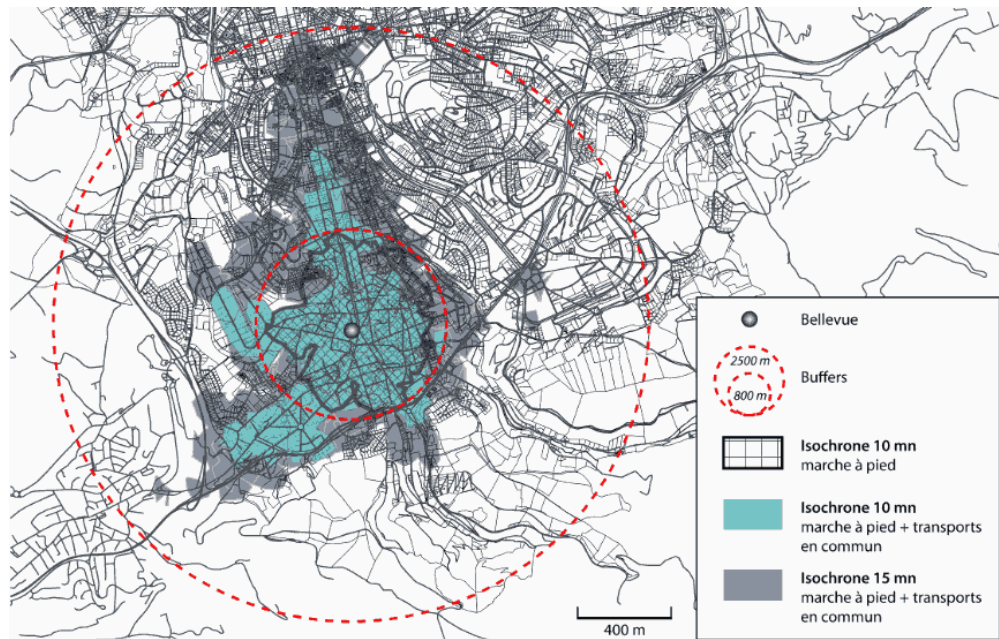 Bellevue
2500 m
800 m
Buffers
Isochrone 10 mn
marche à pied
Isochrone 10 mn
marche à pied + transports
en commun
Isochrone 15 mn
marche à pied + transports
en commun
400 m